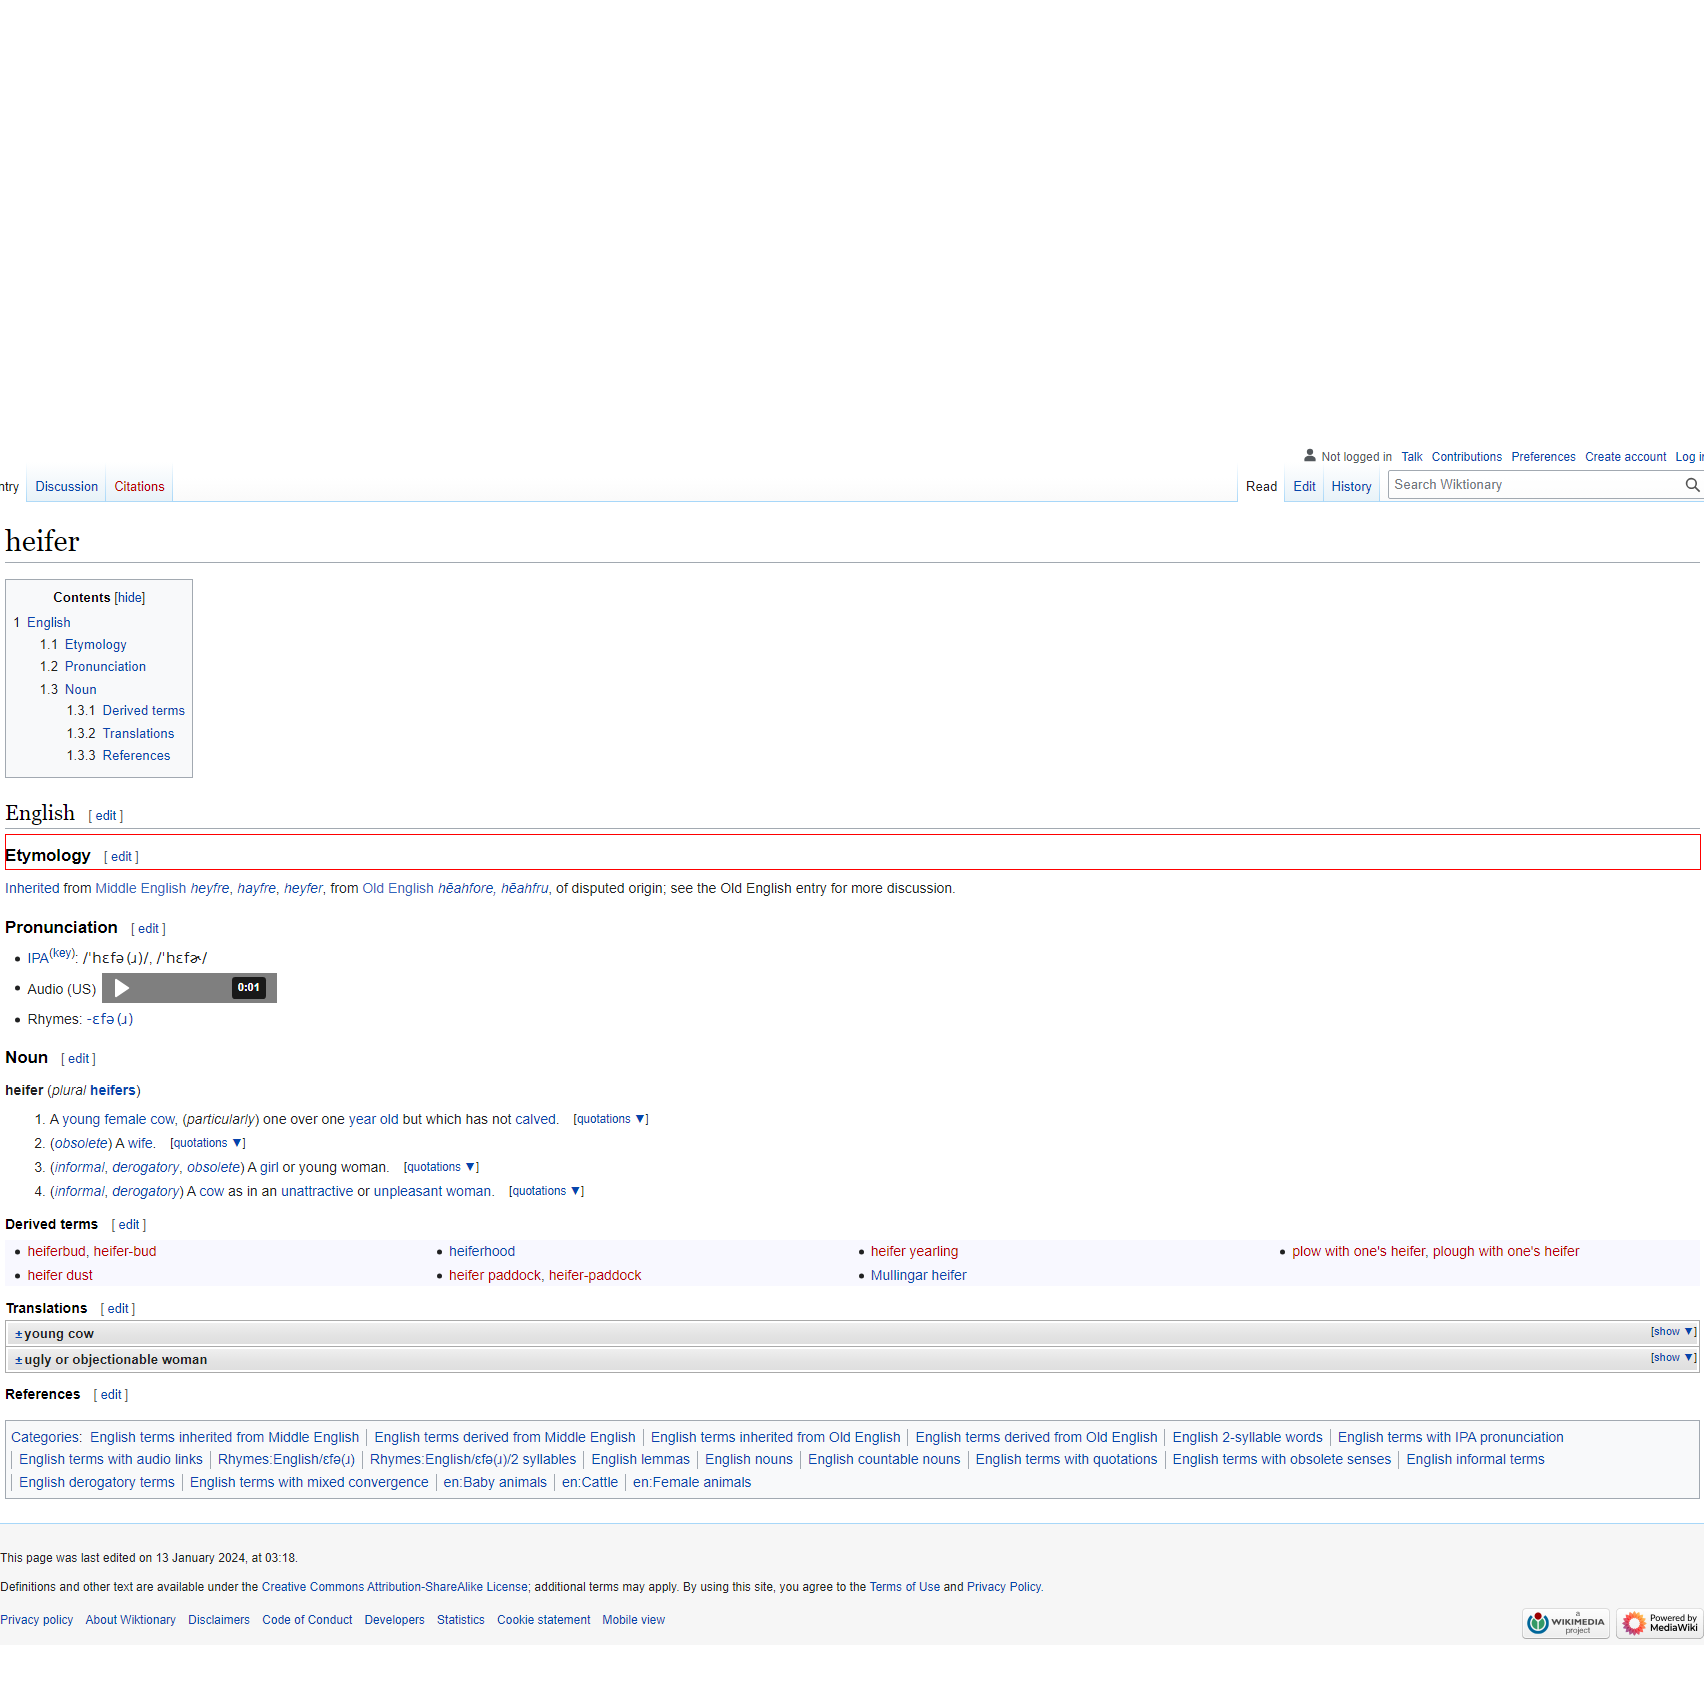 Not logged in Talk Contributions Preferences Create account Log in
ntry Discussion Citations Read Edit History Search Wiktionary
heifer
Contents [hide]
1 English
1.1 Etymology
1.2 Pronunciation
1.3 Noun
1.3.1 Derived terms
1.3.2 Translations
1.3.3 References
English [ edit ]
Etymology [ edit ]
Inherited from Middle English heyfre, hayfre, heyfer, from Old English hēahfore, hēahfru, of disputed origin; see the Old English entry for more discussion.
Pronunciation [ edit ]
• IPA(key): /ˈhɛfə(ɹ)/, /ˈhɛfɚ/
• Audio (US) 0:01
• Rhymes: -ɛfə(ɹ)
Noun [ edit ]
heifer (plural heifers)
1. A young female cow, (particularly) one over one year old but which has not calved. [quotations ▼]
2. (obsolete) A wife. [quotations ▼]
3. (informal, derogatory, obsolete) A girl or young woman. [quotations ▼]
4. (informal, derogatory) A cow as in an unattractive or unpleasant woman. [quotations ▼]
Derived terms [ edit ]
• heiferbud, heifer-bud • heiferhood • heifer yearling • plow with one's heifer, plough with one's heifer
• heifer dust • heifer paddock, heifer-paddock • Mullingar heifer
Translations [ edit ]
±young cow [show ▼]
±ugly or objectionable woman [show ▼]
References [ edit ]
Categories: English terms inherited from Middle English | English terms derived from Middle English | English terms inherited from Old English | English terms derived from Old English | English 2-syllable words | English terms with IPA pronunciation
| English terms with audio links | Rhymes:English/ɛfə(ɹ) | Rhymes:English/ɛfə(ɹ)/2 syllables | English lemmas | English nouns | English countable nouns | English terms with quotations | English terms with obsolete senses | English informal terms
| English derogatory terms | English terms with mixed convergence | en:Baby animals | en:Cattle | en:Female animals
This page was last edited on 13 January 2024, at 03:18.
Definitions and other text are available under the Creative Commons Attribution-ShareAlike License; additional terms may apply. By using this site, you agree to the Terms of Use and Privacy Policy.
Privacy policy About Wiktionary Disclaimers Code of Conduct Developers Statistics Cookie statement Mobile view
a WIKIMEDIA project Powered by MediaWiki